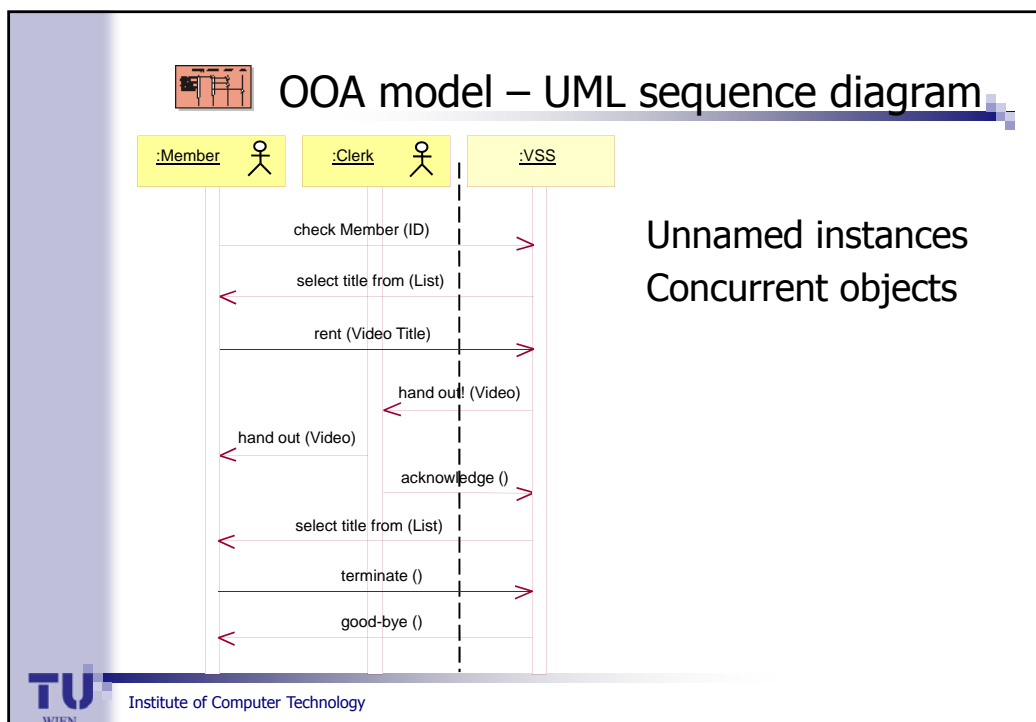 OOA model – UML sequence diagram
:Member
:Clerk
:VSS
check Member (ID)
select title from (List)
rent (Video Title)
hand out! (Video)
hand out (Video)
acknowledge ()
select title from (List)
terminate ()
good-bye ()
Unnamed instances
Concurrent objects
TU
WIEN
Institute of Computer Technology